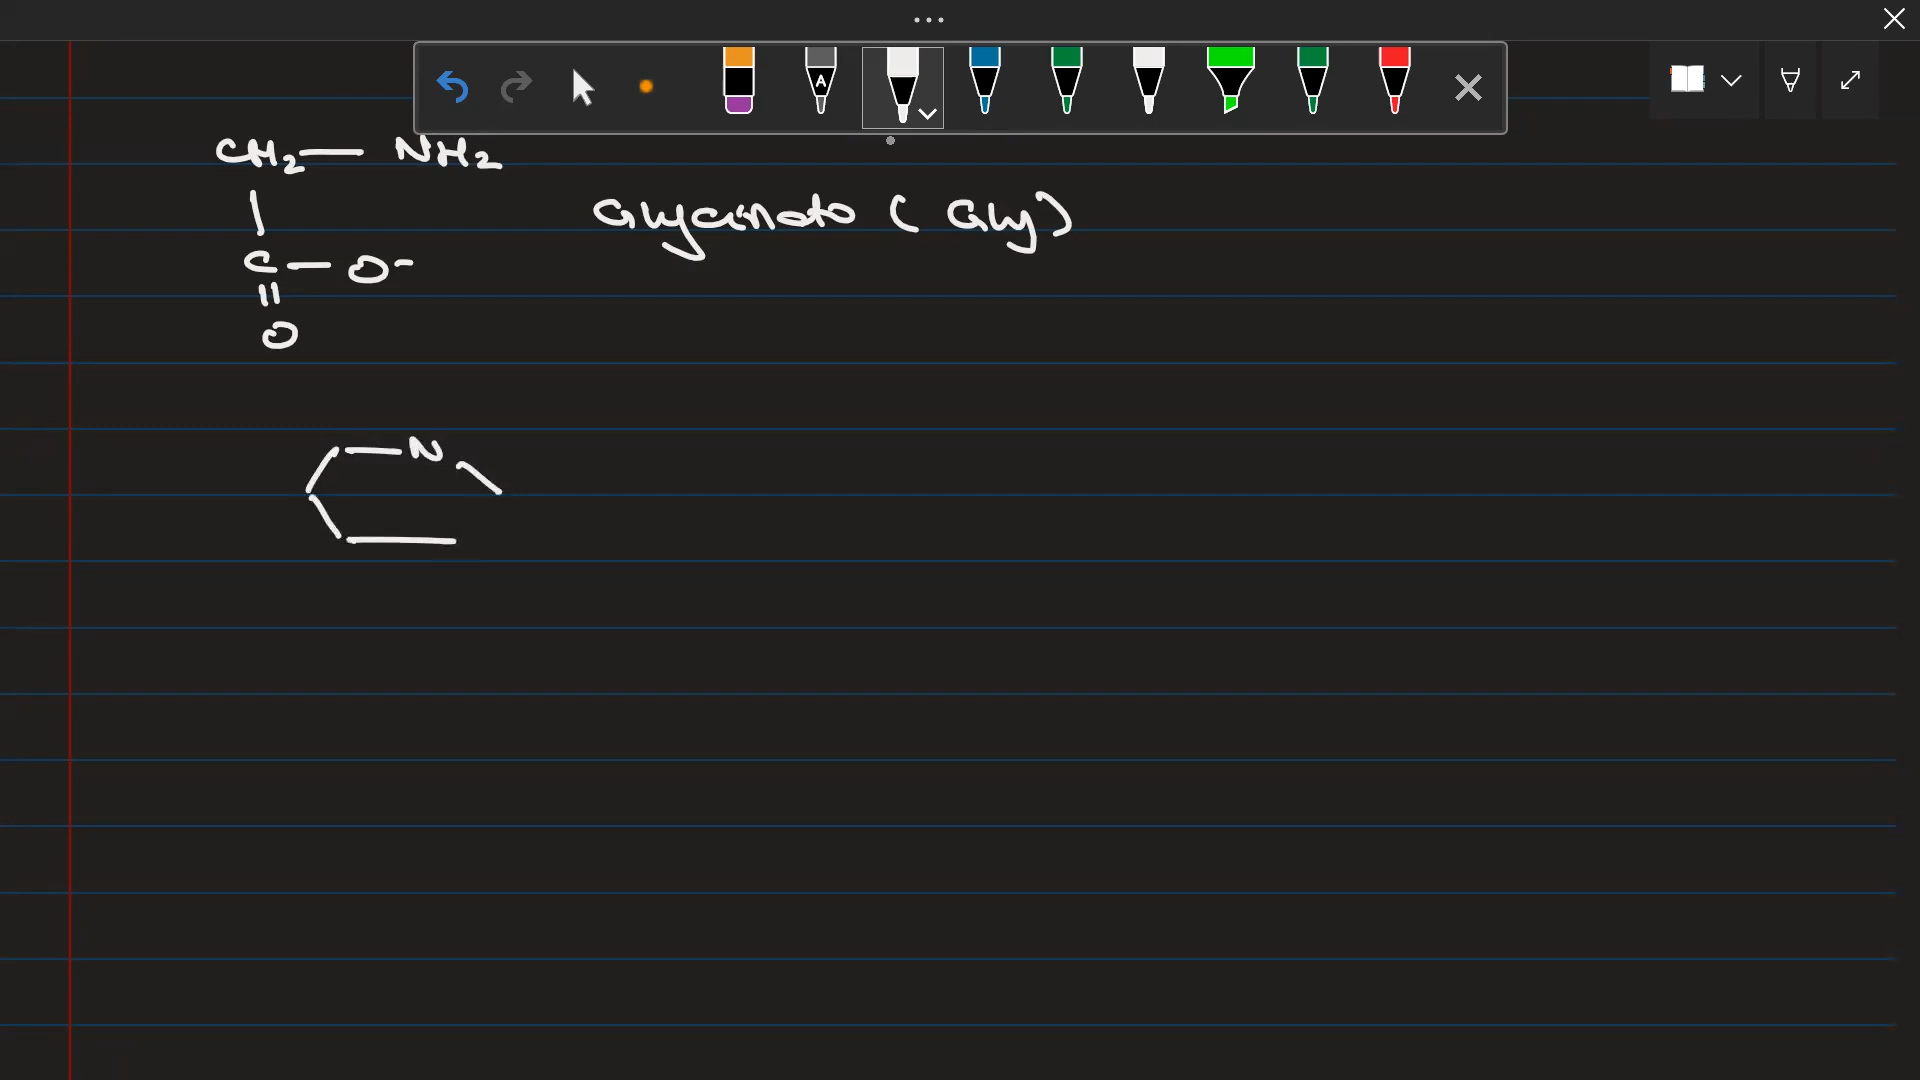 CH2 — NH2
Glycinato ( Gly)
C — O-
O
N
A